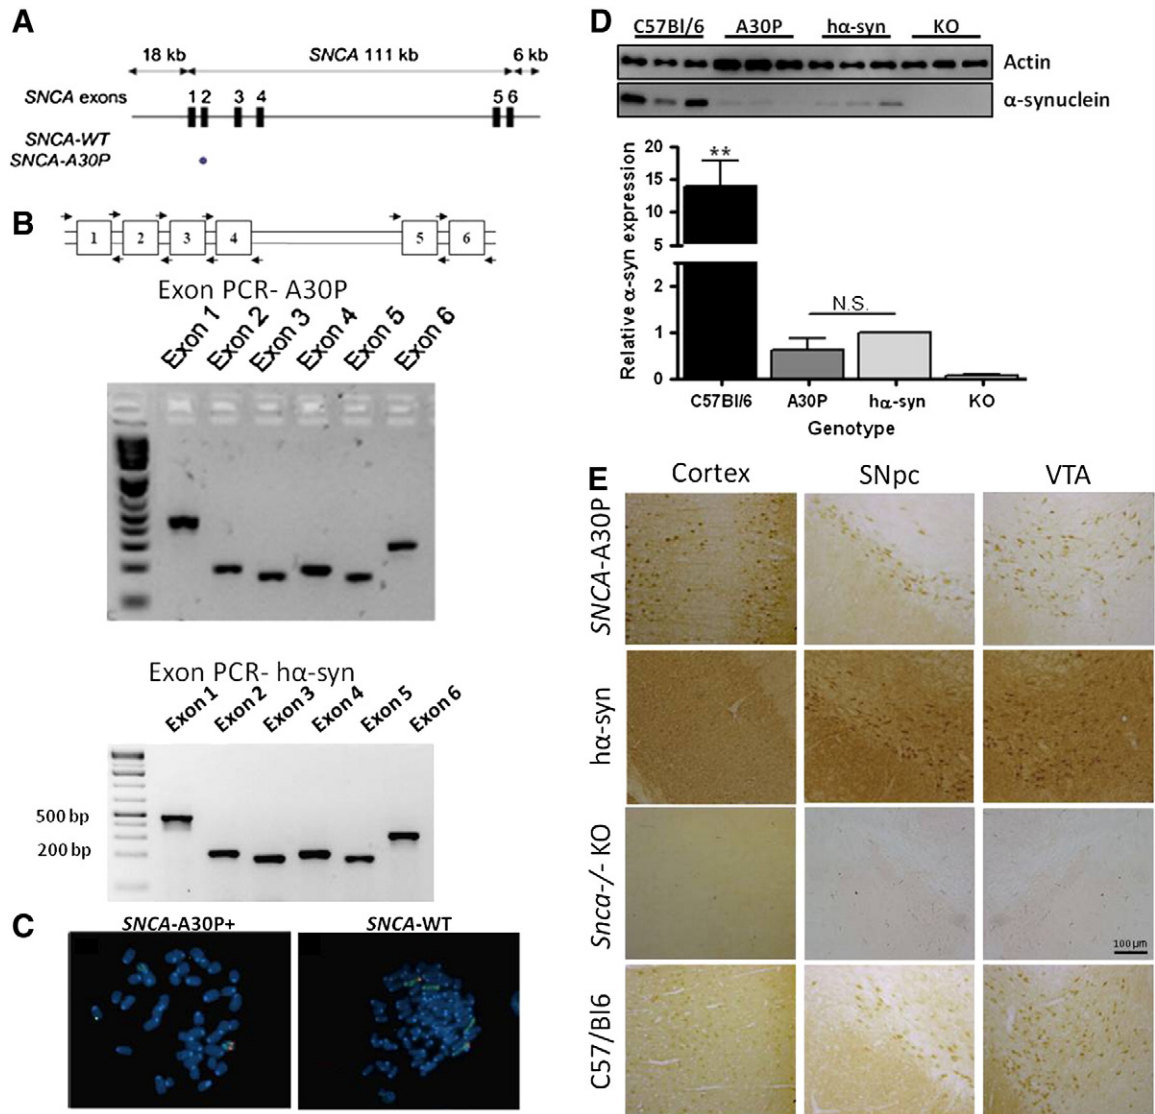 A
18 kb
SNCA 111 kb
6 kb
SNCA exons
1 2 3 4 5 6
SNCA-WT
SNCA-A30P
B
1 2 3 4 5 6
Exon PCR- A30P
Exon 1 Exon 2 Exon 3 Exon 4 Exon 5 Exon 6
Exon PCR- hα-syn
Exon 1 Exon 2 Exon 3 Exon 4 Exon 5 Exon 6
500 bp
200 bp
C
SNCA-A30P+
SNCA-WT
D
C57Bl/6 A30P hα-syn KO
Actin
α-synuclein
Relative α-syn expression
20
15
10
5
2
1
0
**
N.S.
C57Bl/6 A30P hα-syn KO
Genotype
E
Cortex SNpc VTA
SNCA-A30P
hα-syn
Snca-/- KO
100 µm
C57/Bl6